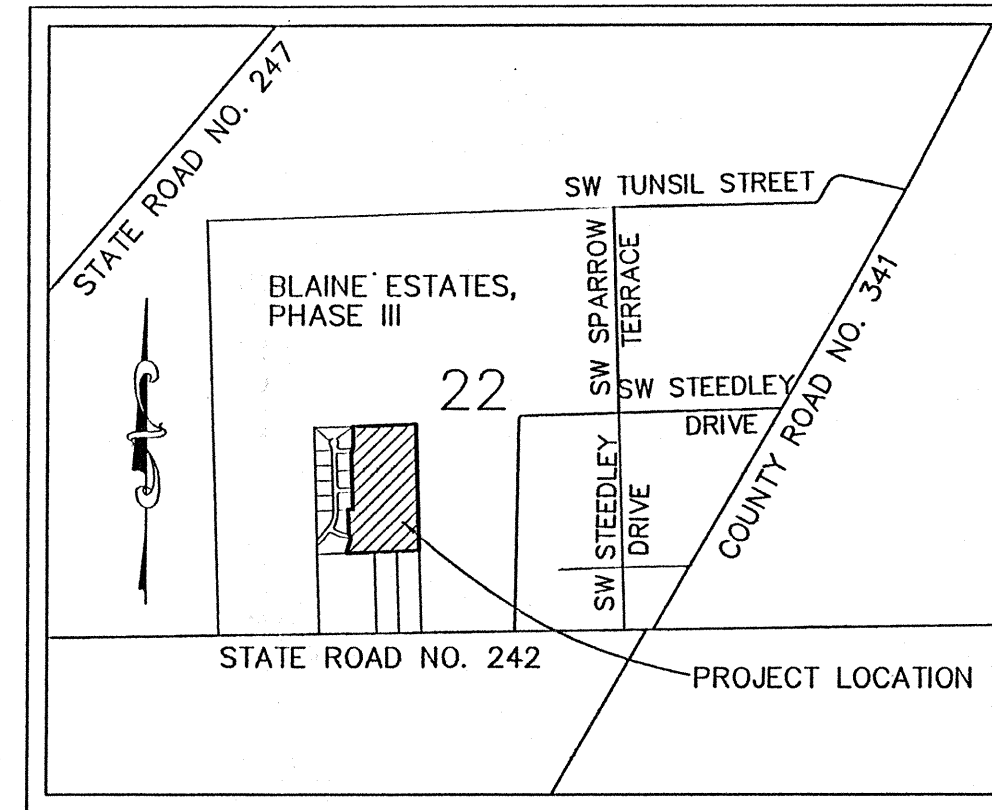 STATE ROAD NO. 247
SW TUNSIL STREET
BLAINE ESTATES,
PHASE III
SW SPARROW
TERRACE
22
SW STEEDLEY
DRIVE
COUNTY ROAD NO. 341
SW STEEDLEY
DRIVE
STATE ROAD NO. 242
PROJECT LOCATION